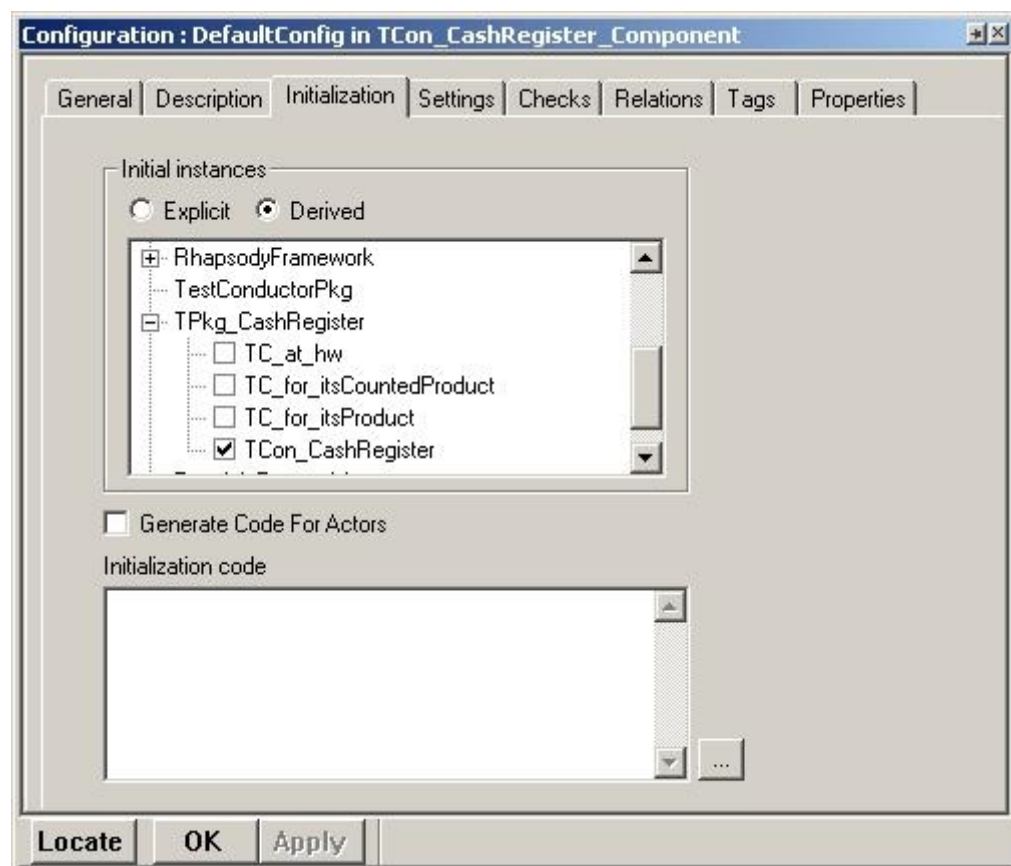 Configuration : DefaultConfig in TCon_CashRegister_Component
General Description Initialization Settings Checks Relations Tags Properties
Initial instances
Explicit Derived
RhapsodyFramework
TestConductorPkg
TPkg_CashRegister
TC_at_hw
TC_for_itsCountedProduct
TC_for_itsProduct
TCon_CashRegister
Generate Code For Actors
Initialization code
...
Locate OK Apply